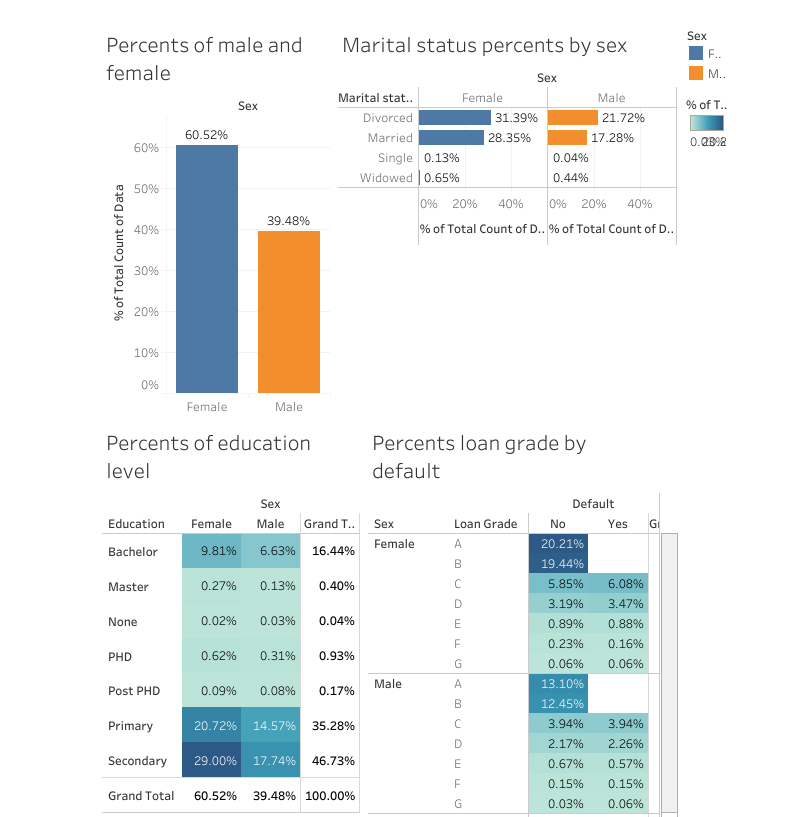 Percents of male and
female
Sex
60.52%
39.48%
60%
50%
40%
30%
20%
10%
0%
% of Total Count of Data
Female Male
Marital status percents by sex
Sex
Marital stat.. Female Male
Divorced 31.39% 21.72%
Married 28.35% 17.28%
Single 0.13% 0.04%
Widowed 0.65% 0.44%
0% 20% 40% 0% 20% 40%
% of Total Count of D.. % of Total Count of D..
Sex
F..
M..
% of T..
Percents of education
level
Sex
Education Female Male Grand T..
Bachelor 9.81% 6.63% 16.44%
Master 0.27% 0.13% 0.40%
None 0.02% 0.03% 0.04%
PHD 0.62% 0.31% 0.93%
Post PHD 0.09% 0.08% 0.17%
Primary 20.72% 14.57% 35.28%
Secondary 29.00% 17.74% 46.73%
Grand Total 60.52% 39.48% 100.00%
Percents loan grade by
default
Default
Sex Loan Grade No Yes
Female A 20.21%
B 19.44%
C 5.85% 6.08%
D 3.19% 3.47%
E 0.89% 0.88%
F 0.23% 0.16%
G 0.06% 0.06%
Male A 13.10%
B 12.45%
C 3.94% 3.94%
D 2.17% 2.26%
E 0.67% 0.57%
F 0.15% 0.15%
G 0.03% 0.06%